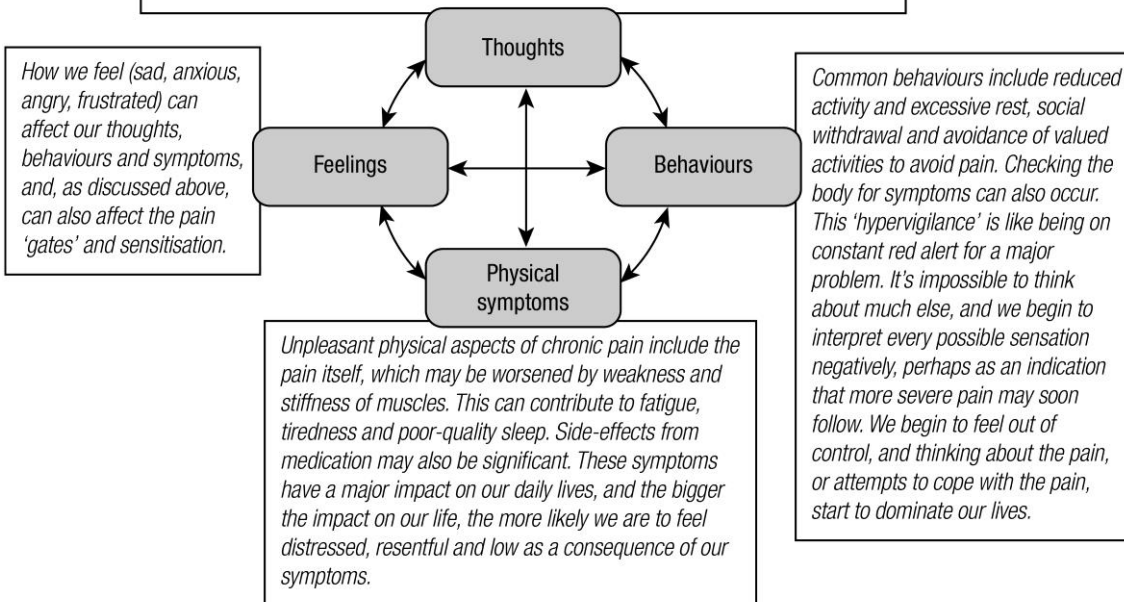 Thoughts
How we feel (sad, anxious,
angry, frustrated) can
affect our thoughts,
behaviours and symptoms,
and, as discussed above,
can also affect the pain
‘gates’ and sensitisation.
Feelings
Behaviours
Common behaviours include reduced
activity and excessive rest, social
withdrawal and avoidance of valued
activities to avoid pain. Checking the
body for symptoms can also occur.
This ‘hypervigilance’ is like being on
constant red alert for a major
problem. It’s impossible to think
about much else, and we begin to
interpret every possible sensation
negatively, perhaps as an indication
that more severe pain may soon
follow. We begin to feel out of
control, and thinking about the pain,
or attempts to cope with the pain,
start to dominate our lives.
Physical
symptoms
Unpleasant physical aspects of chronic pain include the
pain itself, which may be worsened by weakness and
stiffness of muscles. This can contribute to fatigue,
tiredness and poor-quality sleep. Side-effects from
medication may also be significant. These symptoms
have a major impact on our daily lives, and the bigger
the impact on our life, the more likely we are to feel
distressed, resentful and low as a consequence of our
symptoms.